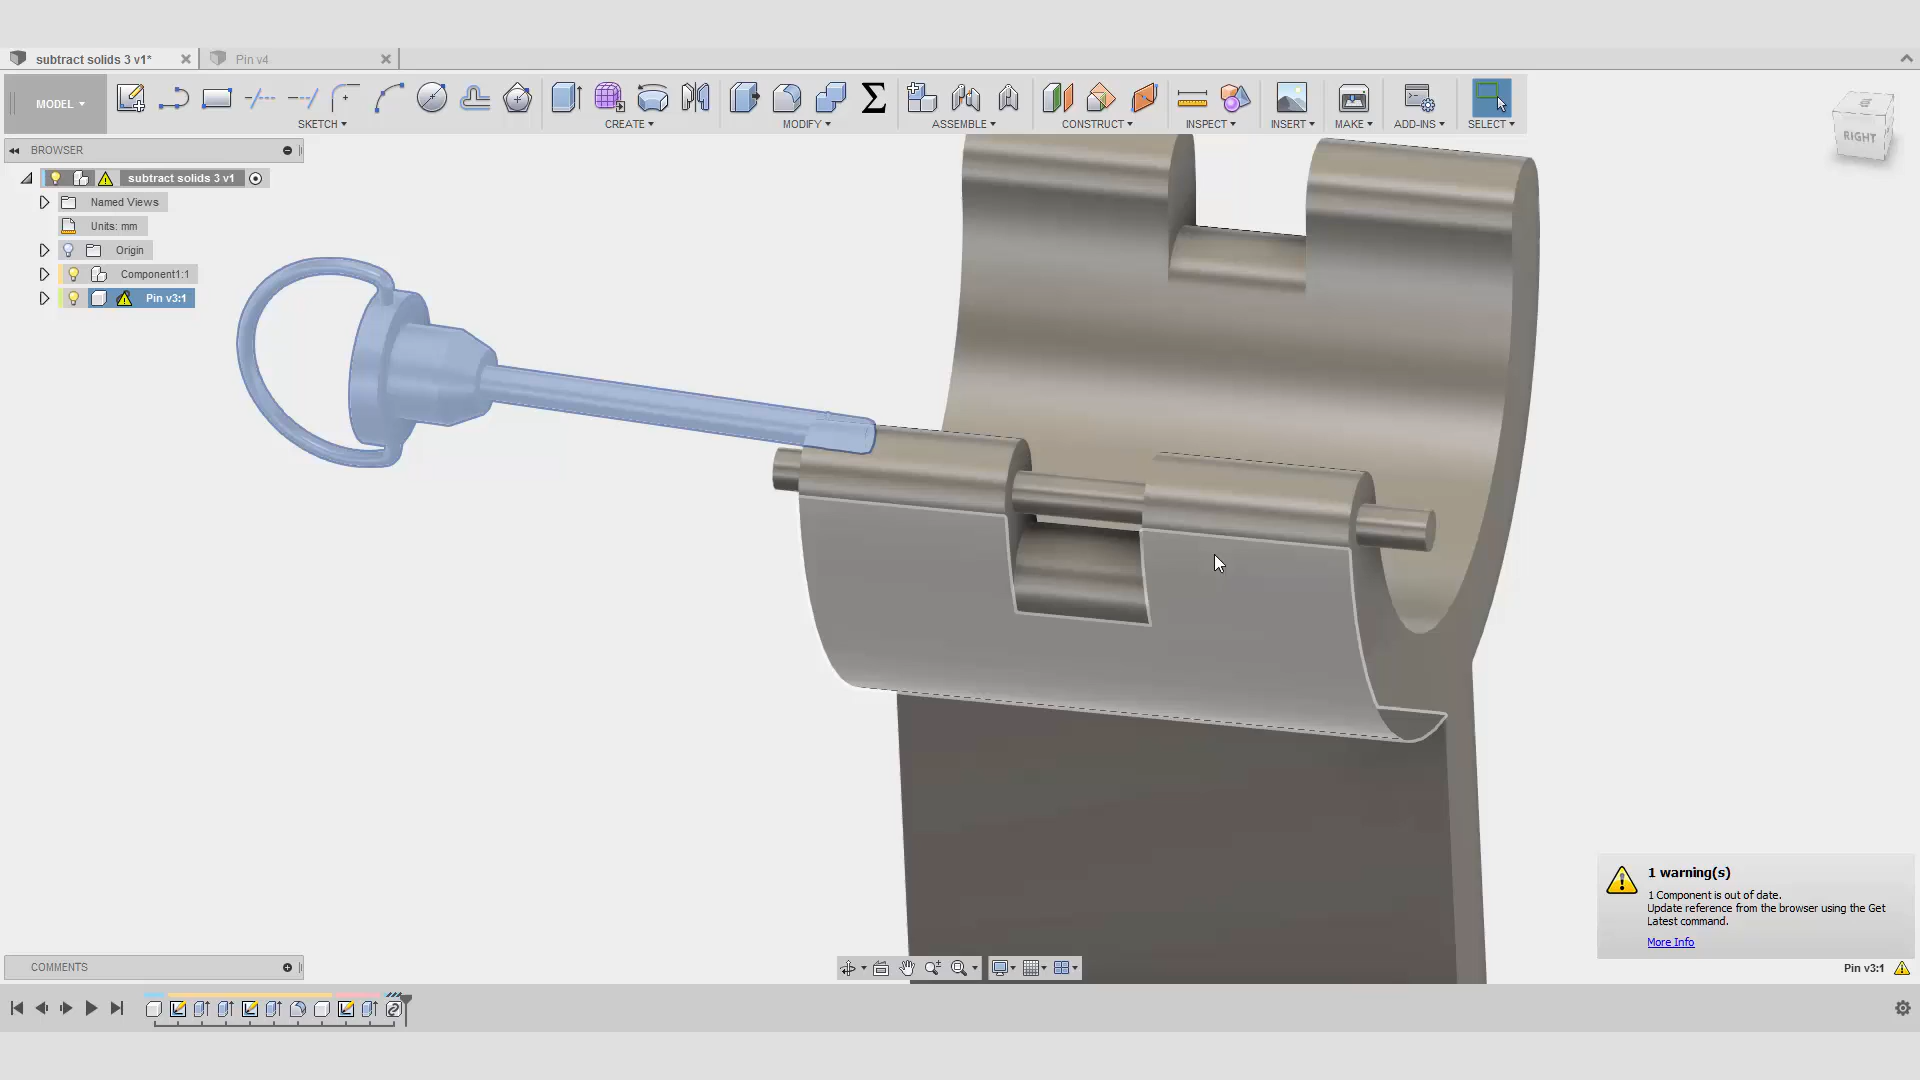 subtract solids 3 v1*
Pin v4
MODEL
SKETCH
CREATE
MODIFY
ASSEMBLE
CONSTRUCT
INSPECT
INSERT
MAKE
ADD-INS
SELECT
RIGHT
BROWSER
subtract solids 3 v1
Named Views
Units: mm
Origin
Component1:1
Pin v3:1
1 warning(s)
1 Component is out of date.
Update reference from the browser using the Get
Latest command.
More Info
COMMENTS
Pin v3:1